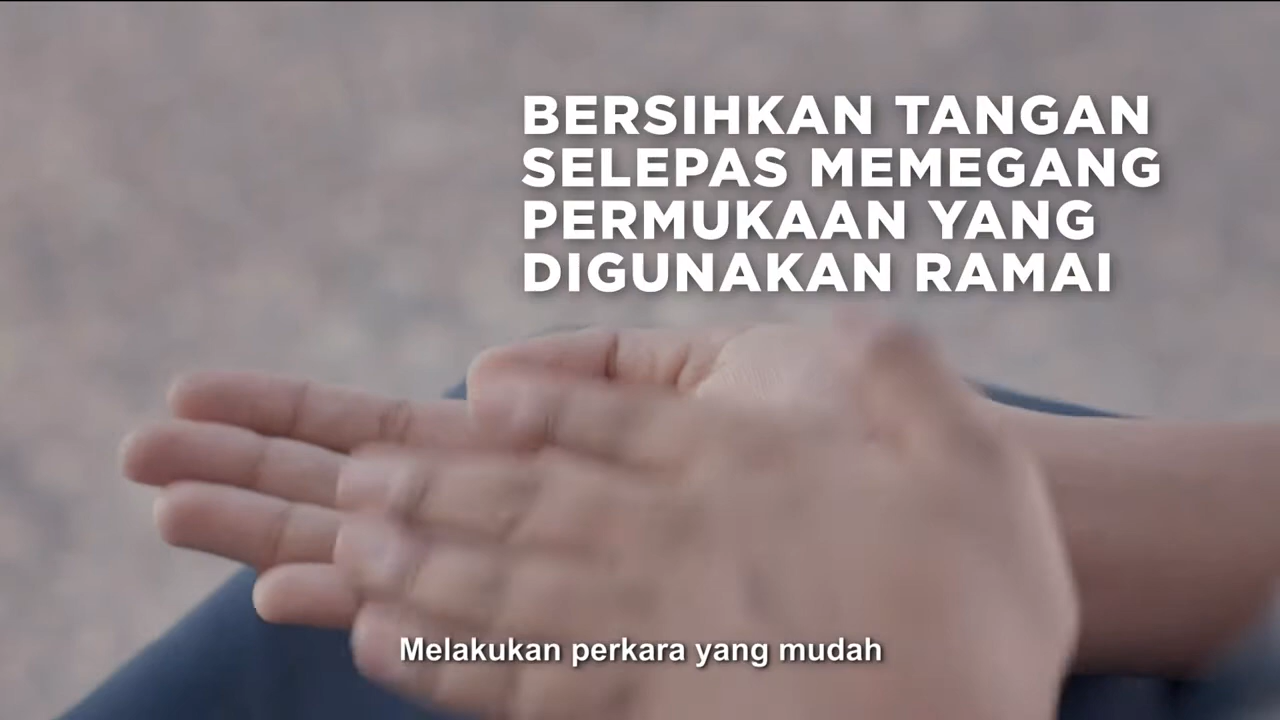 BERSIHKAN TANGAN
SELEPAS MEMEGANG
PERMUKAAN YANG
DIGUNAKAN RAMAI
Melakukan perkara yang mudah